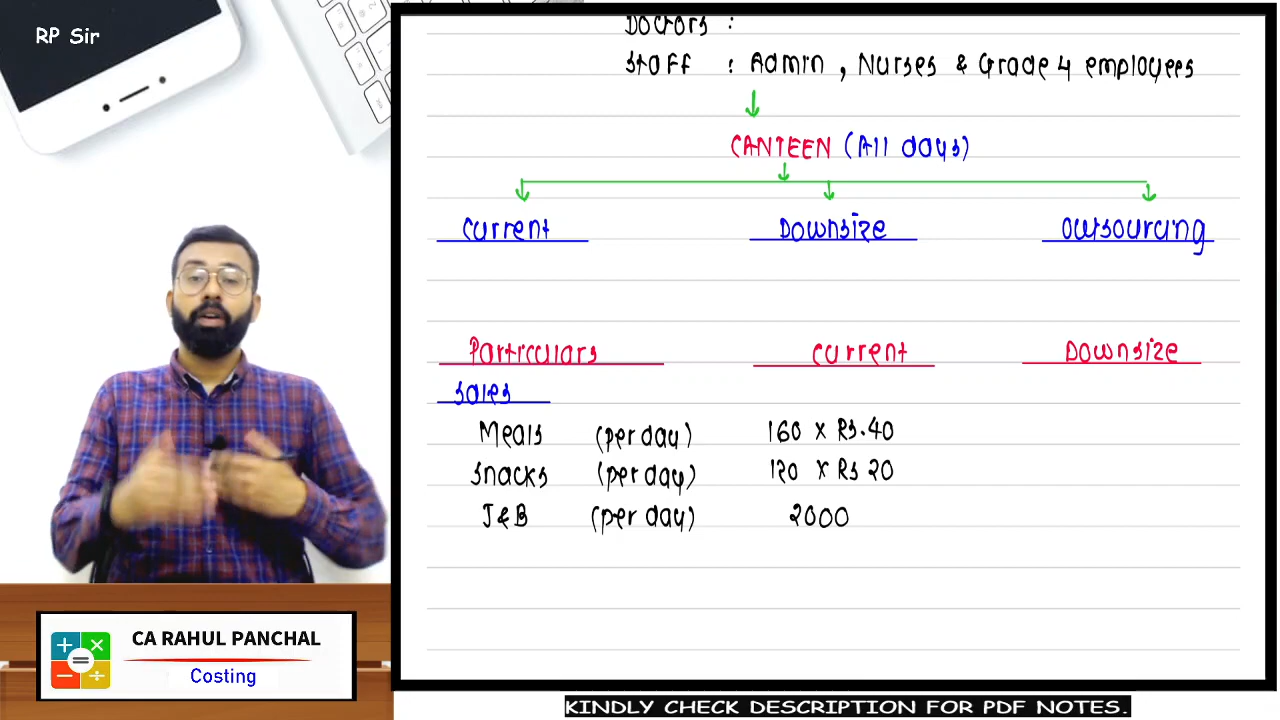 RP Sir
Doctors :
Staff : Admin , Nurses & Grade 4 employees
CANTEEN (All days)
Current Downsize Outsourcing
Particulars Current Downsize
Sales
Meals (per day) 160 x Rs.40
Snacks (per day) 120 x Rs 20
J&B (per day) 2000
CA RAHUL PANCHAL
Costing
KINDLY CHECK DESCRIPTION FOR PDF NOTES.